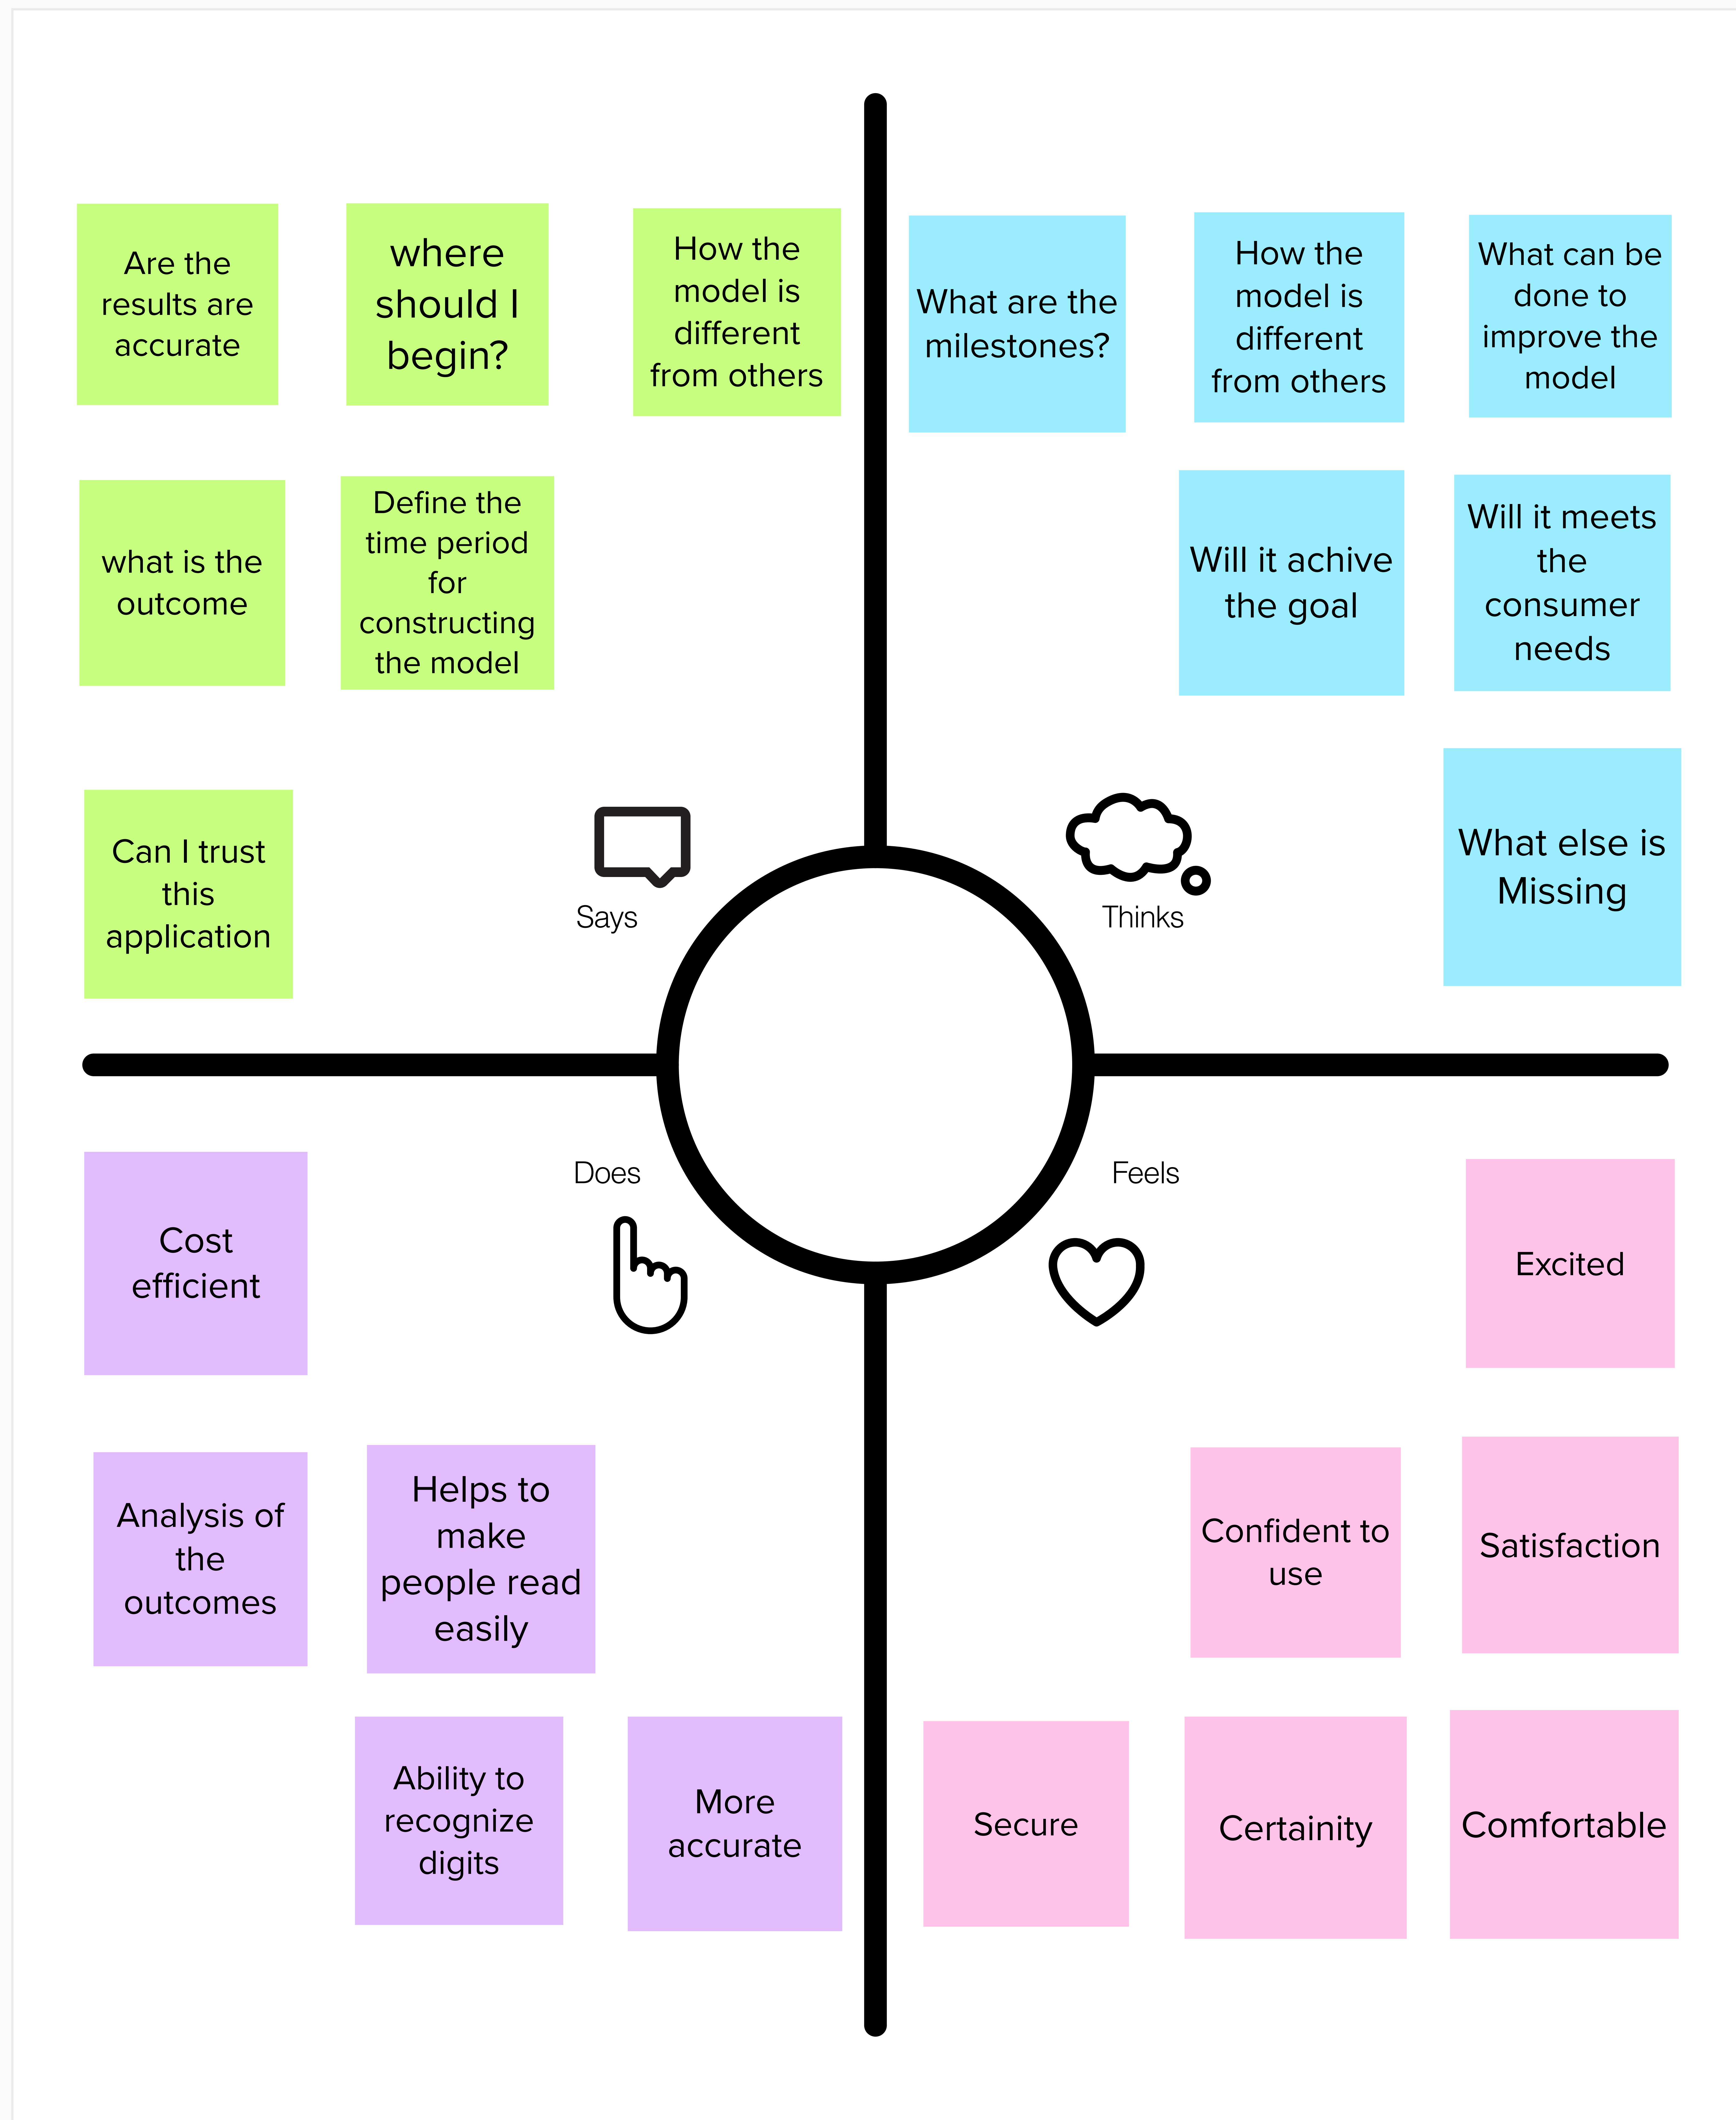 Are the
results are
accurate
where
should I
begin?
How the
model is
different
from others
what is the
outcome
Define the
time period
for
constructing
the model
Can I trust
this
application
Says
What are the
milestones?
How the
model is
different
from others
What can be
done to
improve the
model
Will it achive
the goal
Will it meets
the
consumer
needs
What else is
Missing
Thinks
Does
Cost
efficient
Analysis of
the
outcomes
Helps to
make
people read
easily
Ability to
recognize
digits
More
accurate
Feels
Excited
Confident to
use
Satisfaction
Secure
Certainity
Comfortable